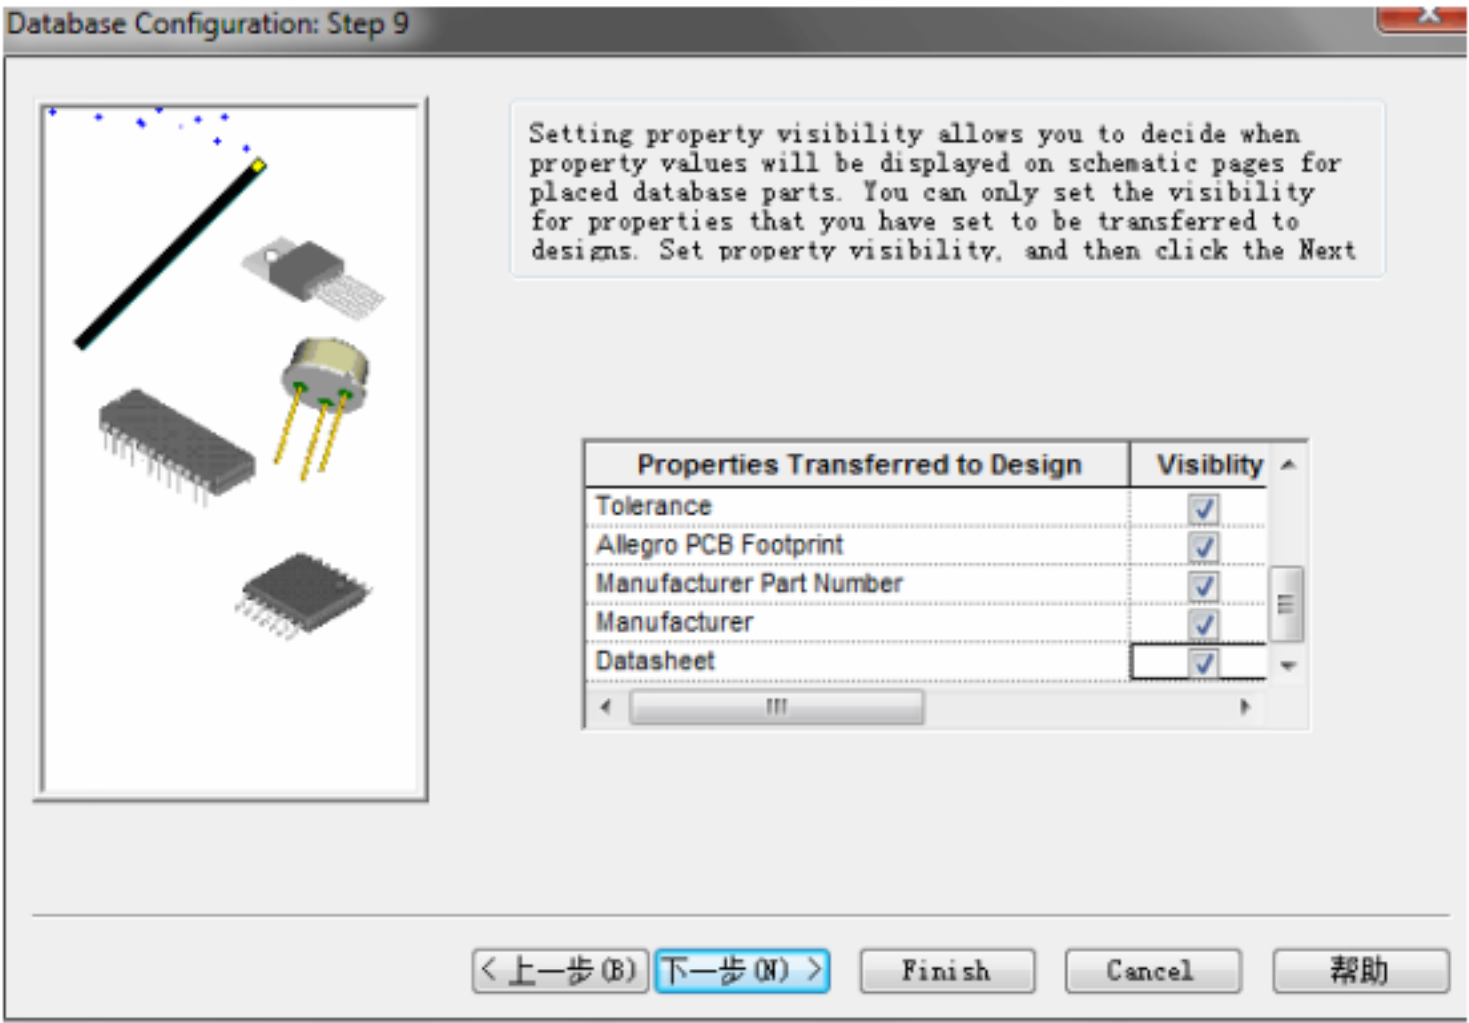 Database Configuration: Step 9
Setting property visibility allows you to decide when
property values will be displayed on schematic pages for
placed database parts. You can only set the visibility
for properties that you have set to be transferred to
designs. Set property visibility, and then click the Next
Properties Transferred to Design Visiblity
Tolerance
Allegro PCB Footprint
Manufacturer Part Number
Manufacturer
Datasheet
< 上一步(B) 下一步(N) > Finish Cancel 帮助